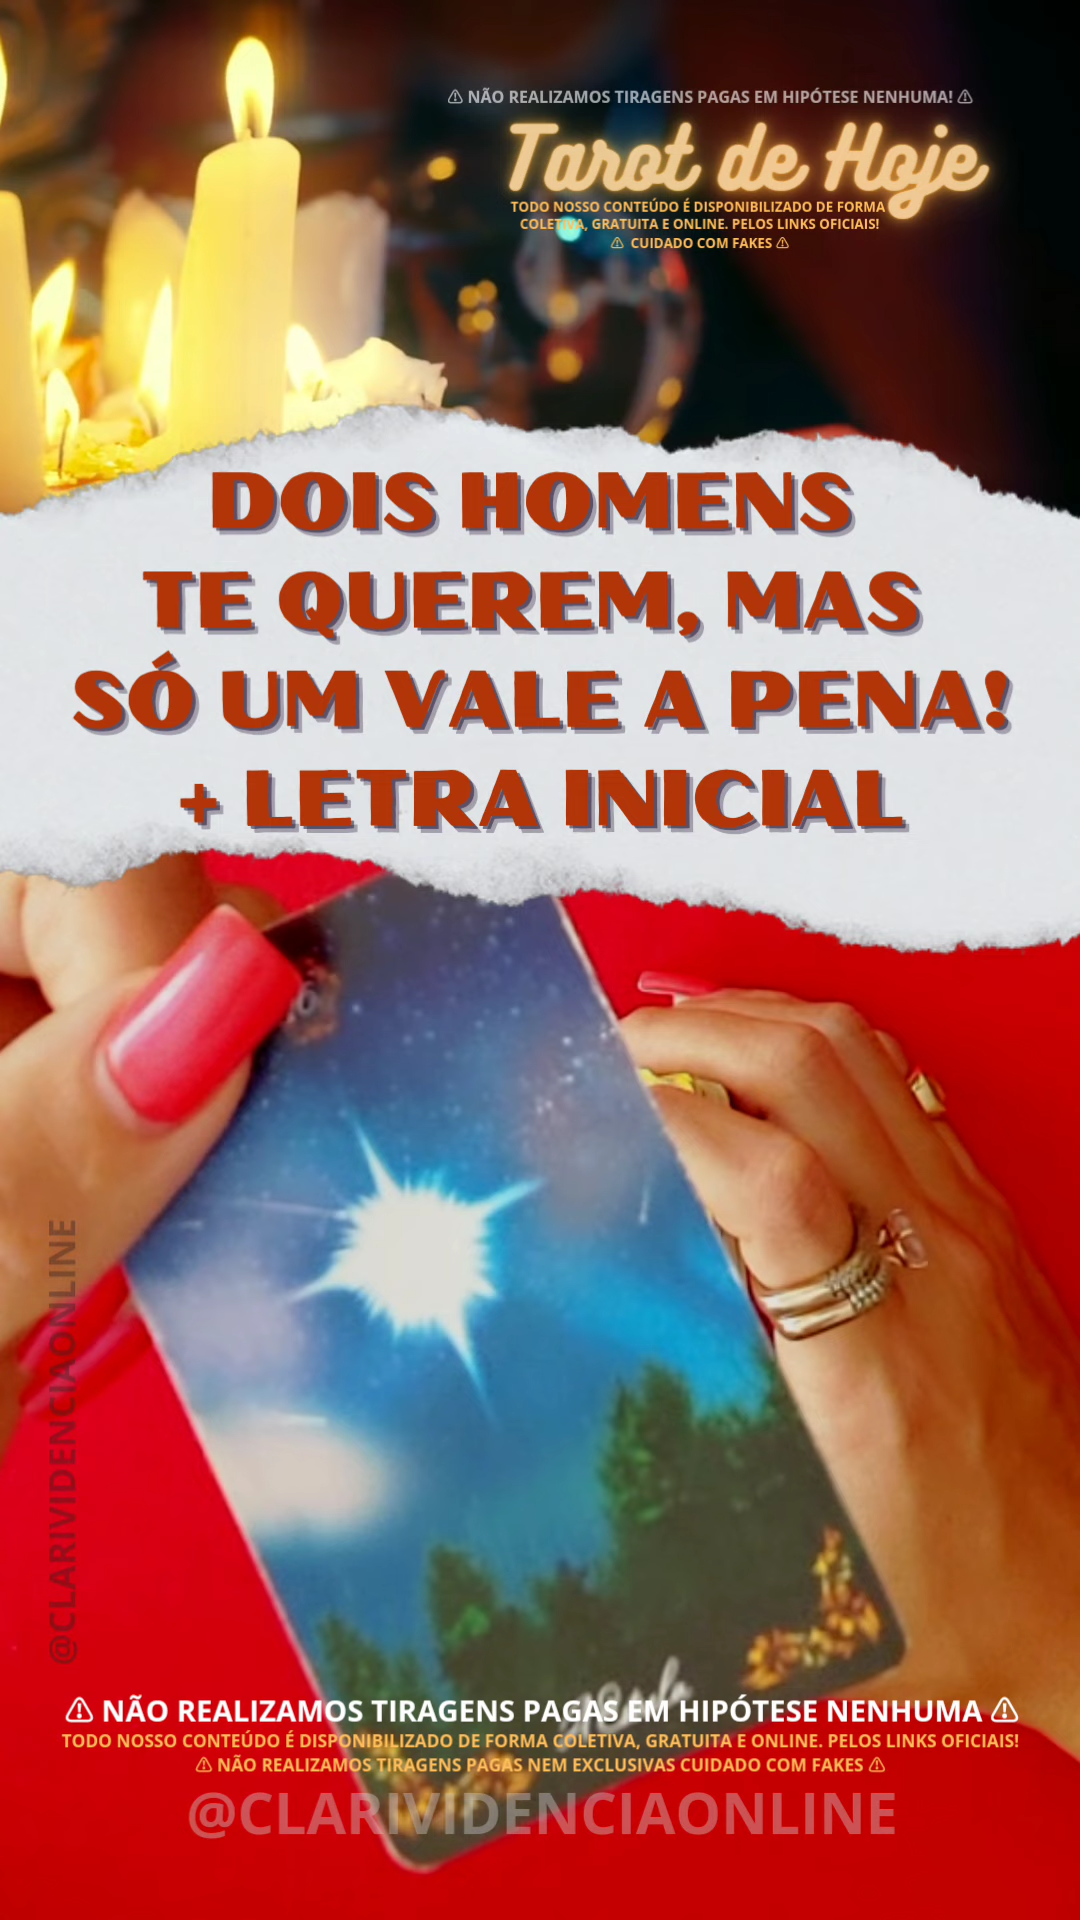 ⚠ NÃO REALIZAMOS TIRAGENS PAGAS EM HIPÓTESE NENHUMA! ⚠
Tarot de Hoje
TODO NOSSO CONTEÚDO É DISPONIBILIZADO DE FORMA
COLETIVA, GRATUITA E ONLINE. PELOS LINKS OFICIAIS!
⚠ CUIDADO COM FAKES ⚠
DOIS HOMENS
TE QUEREM, MAS
SÓ UM VALE A PENA!
+ LETRA INICIAL
@CLARIVIDENCIAONLINE
⚠ NÃO REALIZAMOS TIRAGENS PAGAS EM HIPÓTESE NENHUMA ⚠
TODO NOSSO CONTEÚDO É DISPONIBILIZADO DE FORMA COLETIVA, GRATUITA E ONLINE. PELOS LINKS OFICIAIS!
⚠ NÃO REALIZAMOS TIRAGENS PAGAS NEM EXCLUSIVAS CUIDADO COM FAKES ⚠
@CLARIVIDENCIAONLINE